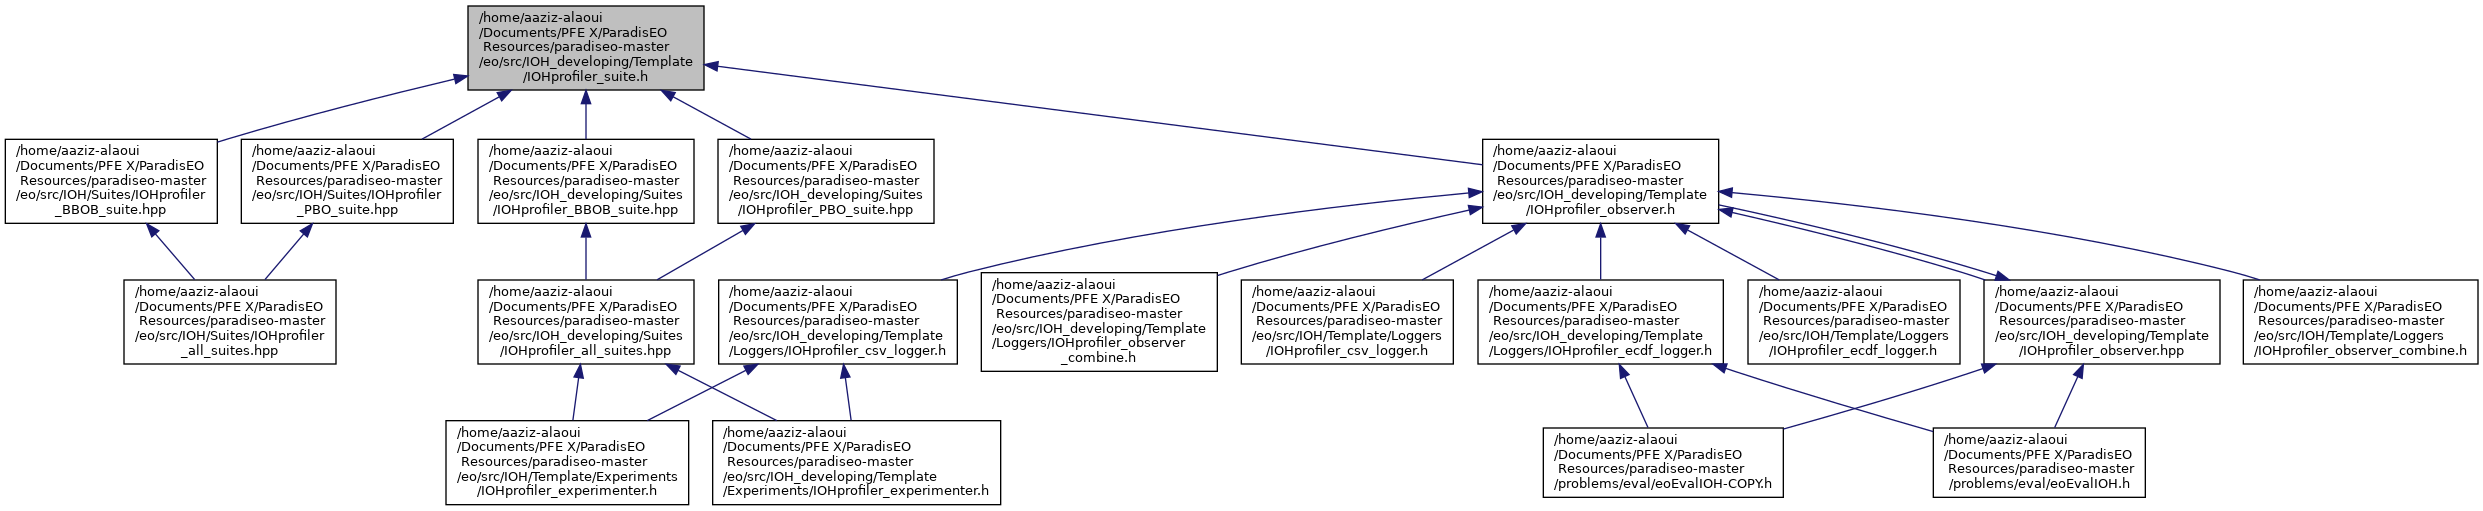 /home/aaziz-alaoui
/Documents/PFE X/ParadisEO
Resources/paradiseo-master
/eo/src/IOH_developing/Template
/IOHprofiler_suite.h
/home/aaziz-alaoui
/Documents/PFE X/ParadisEO
Resources/paradiseo-master
/eo/src/IOH/Suites/IOHprofiler
_BBOB_suite.hpp
/home/aaziz-alaoui
/Documents/PFE X/ParadisEO
Resources/paradiseo-master
/eo/src/IOH/Suites/IOHprofiler
_PBO_suite.hpp
/home/aaziz-alaoui
/Documents/PFE X/ParadisEO
Resources/paradiseo-master
/eo/src/IOH_developing/Suites
/IOHprofiler_BBOB_suite.hpp
/home/aaziz-alaoui
/Documents/PFE X/ParadisEO
Resources/paradiseo-master
/eo/src/IOH_developing/Suites
/IOHprofiler_PBO_suite.hpp
/home/aaziz-alaoui
/Documents/PFE X/ParadisEO
Resources/paradiseo-master
/eo/src/IOH_developing/Template
/IOHprofiler_observer.h
/home/aaziz-alaoui
/Documents/PFE X/ParadisEO
Resources/paradiseo-master
/eo/src/IOH/Suites/IOHprofiler
_all_suites.hpp
/home/aaziz-alaoui
/Documents/PFE X/ParadisEO
Resources/paradiseo-master
/eo/src/IOH_developing/Suites
/IOHprofiler_all_suites.hpp
/home/aaziz-alaoui
/Documents/PFE X/ParadisEO
Resources/paradiseo-master
/eo/src/IOH_developing/Template
/Loggers/IOHprofiler_csv_logger.h
/home/aaziz-alaoui
/Documents/PFE X/ParadisEO
Resources/paradiseo-master
/eo/src/IOH_developing/Template
/Loggers/IOHprofiler_observer
_combine.h
/home/aaziz-alaoui
/Documents/PFE X/ParadisEO
Resources/paradiseo-master
/eo/src/IOH/Template/Loggers
/IOHprofiler_csv_logger.h
/home/aaziz-alaoui
/Documents/PFE X/ParadisEO
Resources/paradiseo-master
/eo/src/IOH_developing/Template
/Loggers/IOHprofiler_ecdf_logger.h
/home/aaziz-alaoui
/Documents/PFE X/ParadisEO
Resources/paradiseo-master
/eo/src/IOH/Template/Loggers
/IOHprofiler_ecdf_logger.h
/home/aaziz-alaoui
/Documents/PFE X/ParadisEO
Resources/paradiseo-master
/eo/src/IOH_developing/Template
/IOHprofiler_observer.hpp
/home/aaziz-alaoui
/Documents/PFE X/ParadisEO
Resources/paradiseo-master
/eo/src/IOH/Template/Loggers
/IOHprofiler_observer_combine.h
/home/aaziz-alaoui
/Documents/PFE X/ParadisEO
Resources/paradiseo-master
/eo/src/IOH/Template/Experiments
/IOHprofiler_experimenter.h
/home/aaziz-alaoui
/Documents/PFE X/ParadisEO
Resources/paradiseo-master
/eo/src/IOH_developing/Template
/Experiments/IOHprofiler_experimenter.h
/home/aaziz-alaoui
/Documents/PFE X/ParadisEO
Resources/paradiseo-master
/problems/eval/eoEvalIOH-COPY.h
/home/aaziz-alaoui
/Documents/PFE X/ParadisEO
Resources/paradiseo-master
/problems/eval/eoEvalIOH.h